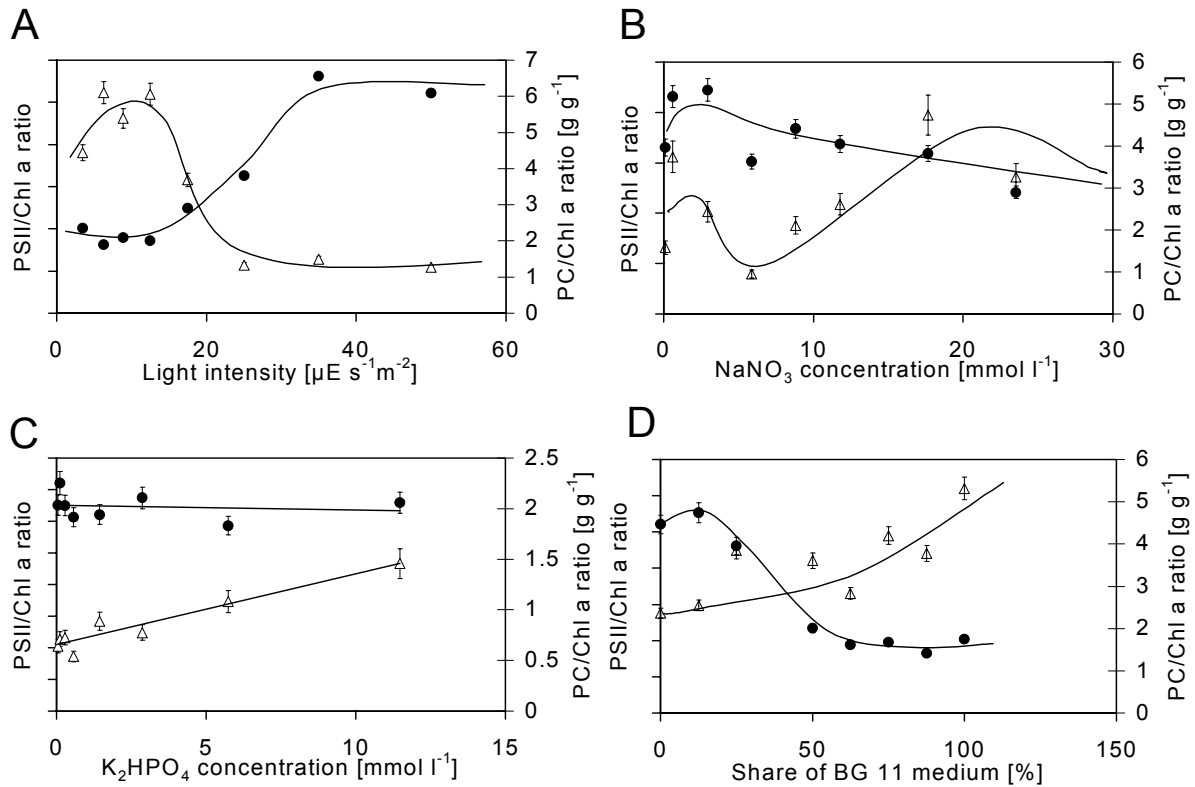 A
PSII/Chl a ratio
7
6
5
4
3
2
1
0
PC/Chl a ratio [g g⁻¹]
0 20 40 60
Light intensity [µE s⁻¹m⁻²]
B
PSII/Chl a ratio
6
5
4
3
2
1
0
PC/Chl a ratio [g g⁻¹]
0 10 20 30
NaNO₃ concentration [mmol l⁻¹]
C
PSII/Chl a ratio
2.5
2
1.5
1
0.5
0
PC/Chl a ratio [g g⁻¹]
0 5 10 15
K₂HPO₄ concentration [mmol l⁻¹]
D
PSII/Chl a ratio
6
5
4
3
2
1
0
PC/Chl a ratio [g g⁻¹]
0 50 100 150
Share of BG 11 medium [%]